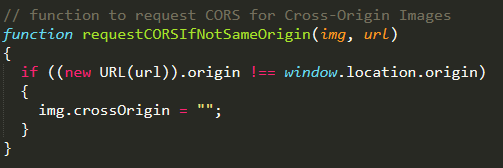 // function to request CORS for Cross-Origin Images
function requestCORSIfNotSameOrigin(img, url)
{
  if ((new URL(url)).origin !== window.location.origin)
  {
    img.crossOrigin = "";
  }
}